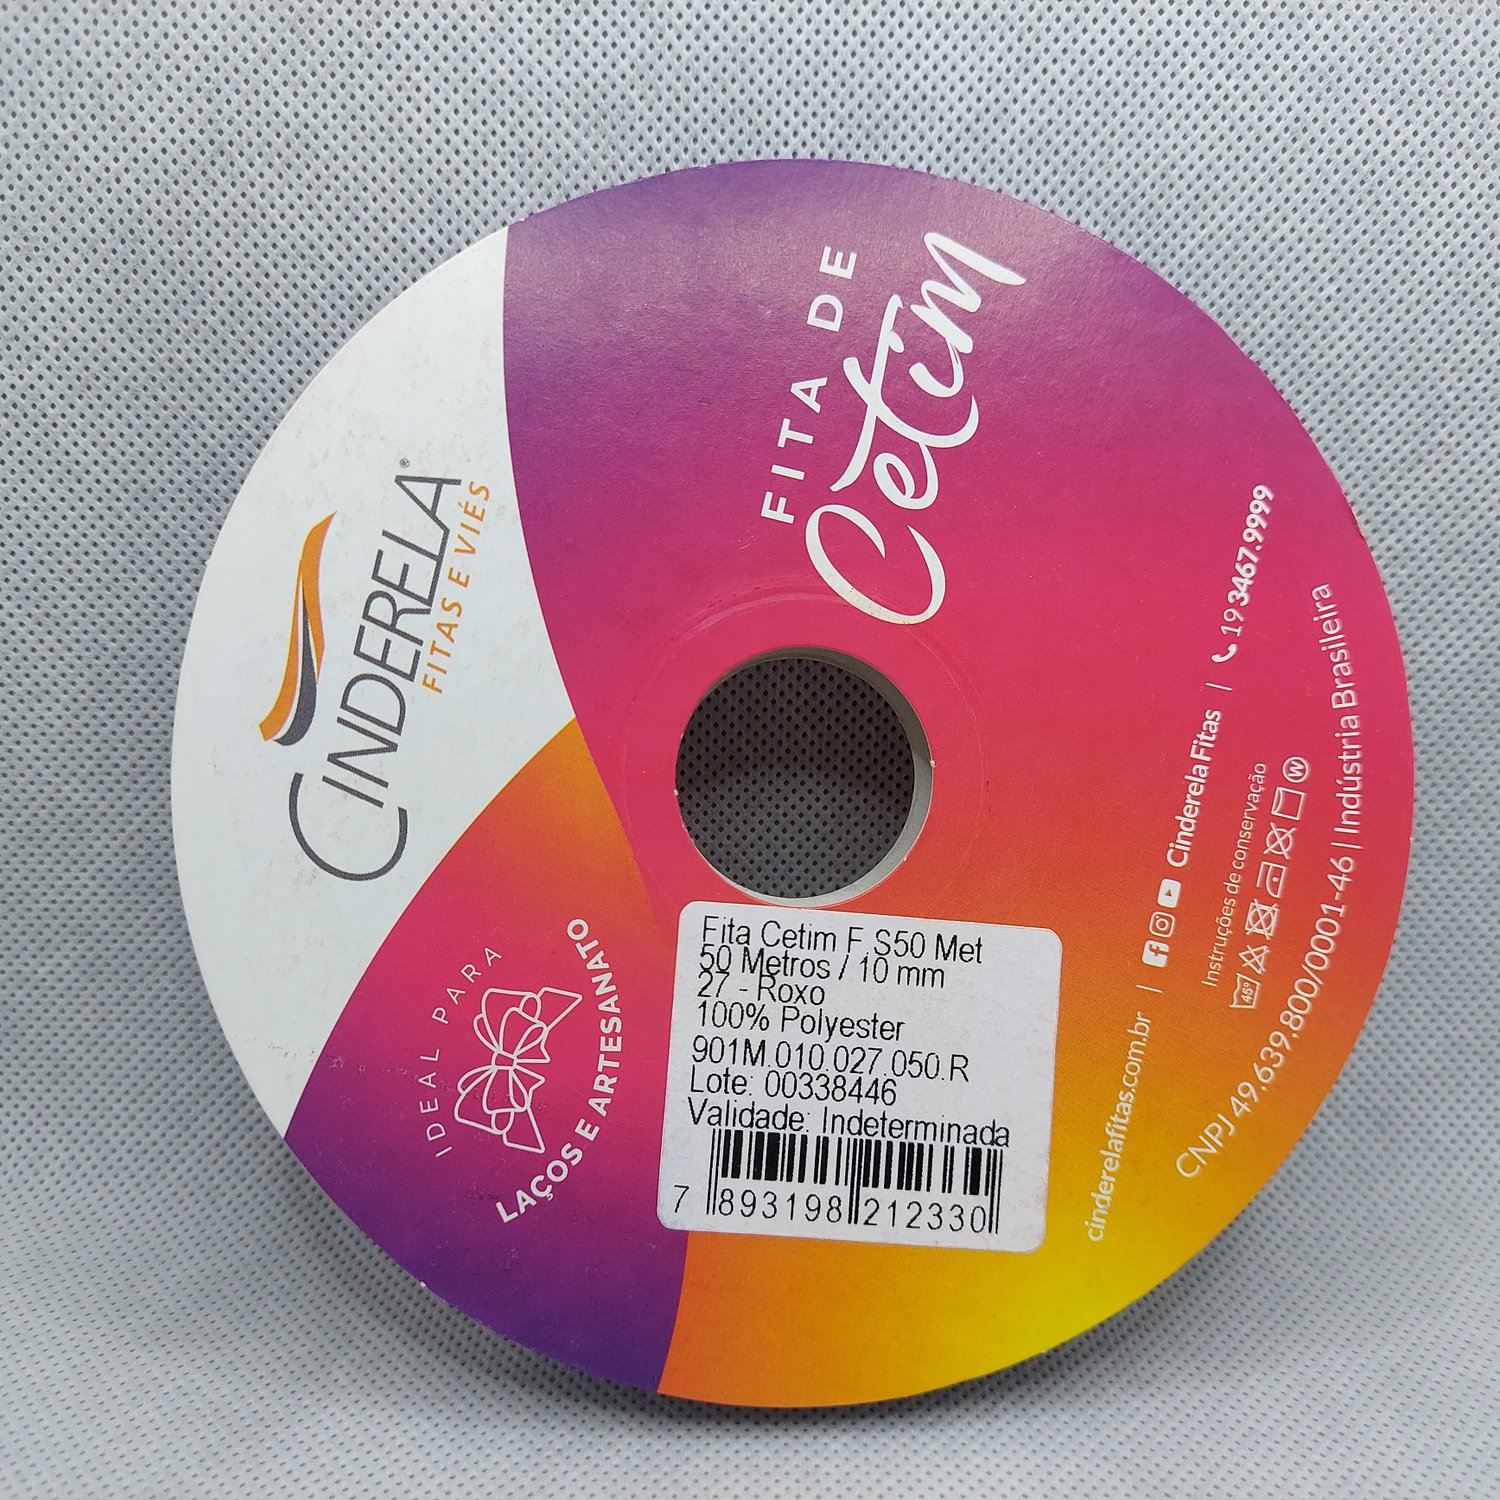 CINDERELA®
FITAS E VIÉS
FITA DE
Cetim
IDEAL PARA
LAÇOS E ARTESANATO
Fita Cetim F S50 Met
50 Metros / 10 mm
27 - Roxo
100% Polyester
901M.010.027.050.R
Lote: 00338446
Validade: Indeterminada
7 893198 212330
cinderelafitas.com.br | Cinderela Fitas | 19 3467.9999
Instruções de conservação
45° W
CNPJ 49.639.800/0001-46 | Indústria Brasileira